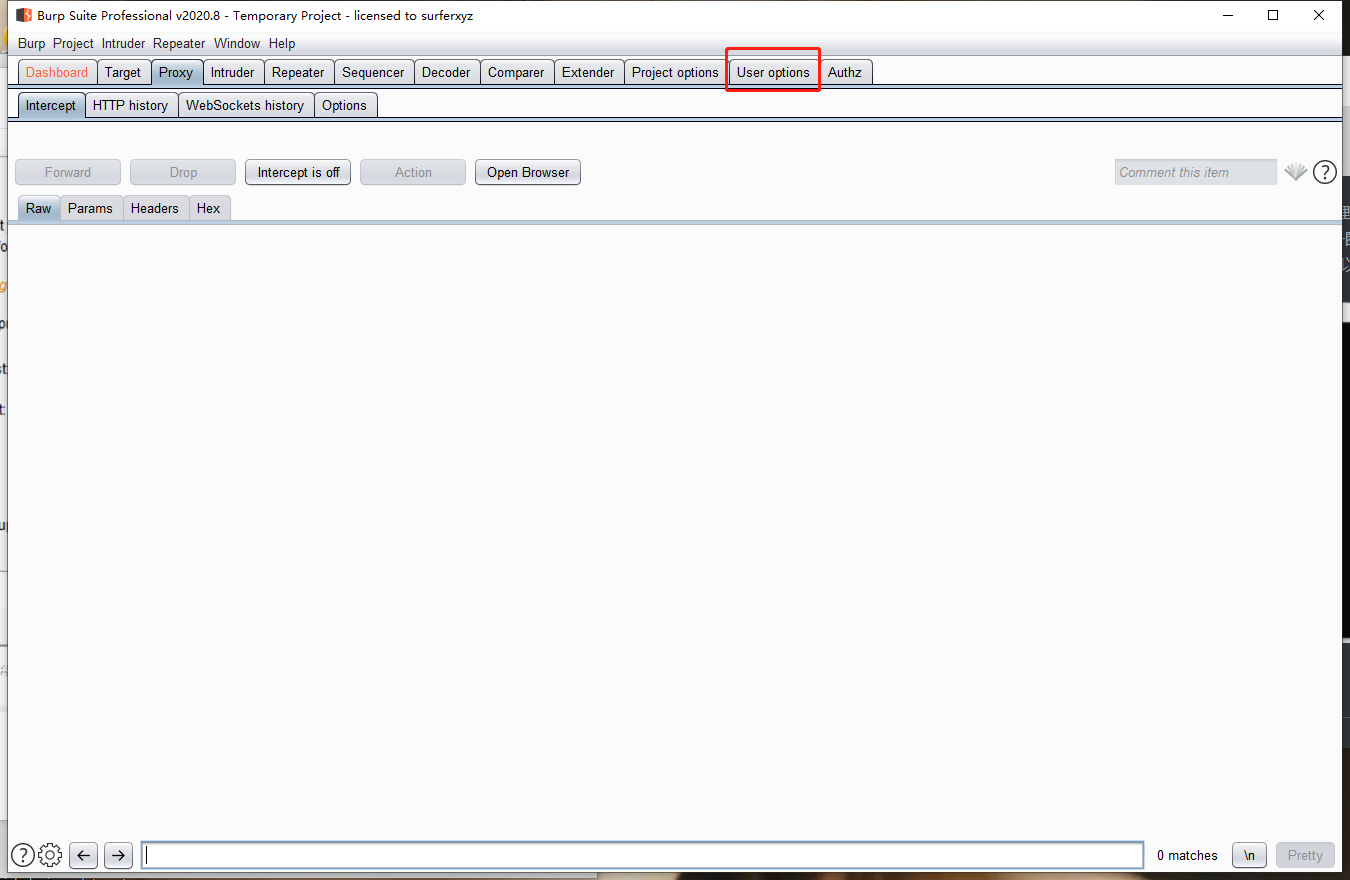 Burp Suite Professional v2020.8 - Temporary Project - licensed to surferxyz
Burp Project Intruder Repeater Window Help
Dashboard Target Proxy Intruder Repeater Sequencer Decoder Comparer Extender Project options User options Authz
Intercept HTTP history WebSockets history Options
Forward Drop Intercept is off Action Open Browser Comment this item ?
Raw Params Headers Hex
? 0 matches \n Pretty